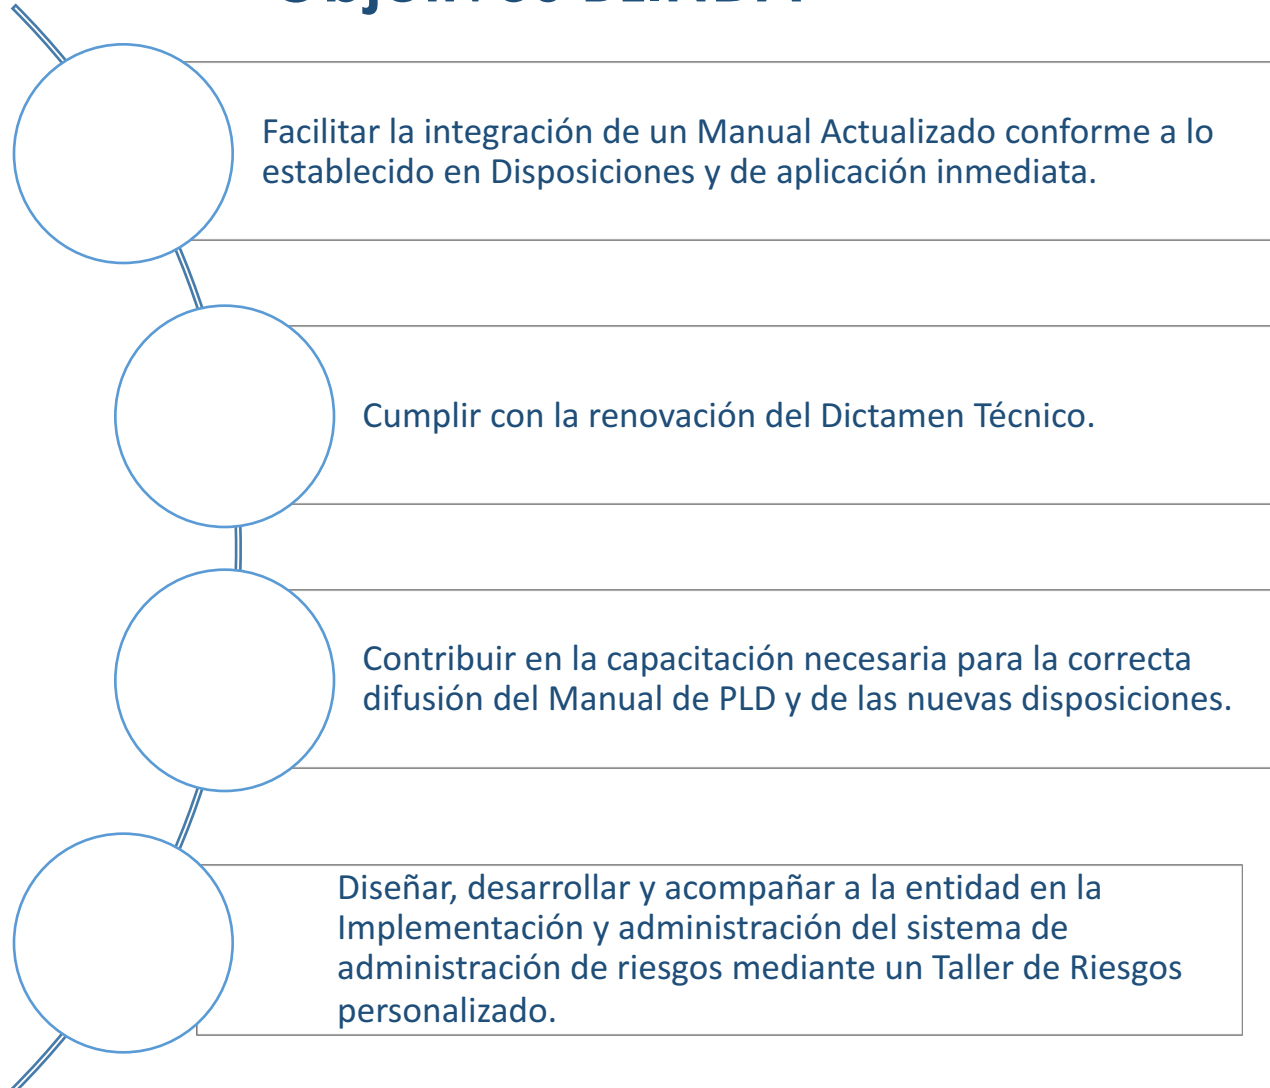 Facilitar la integración de un Manual Actualizado conforme a lo
establecido en Disposiciones y de aplicación inmediata.
Cumplir con la renovación del Dictamen Técnico.
Contribuir en la capacitación necesaria para la correcta
difusión del Manual de PLD y de las nuevas disposiciones.
Diseñar, desarrollar y acompañar a la entidad en la
Implementación y administración del sistema de
administración de riesgos mediante un Taller de Riesgos
personalizado.